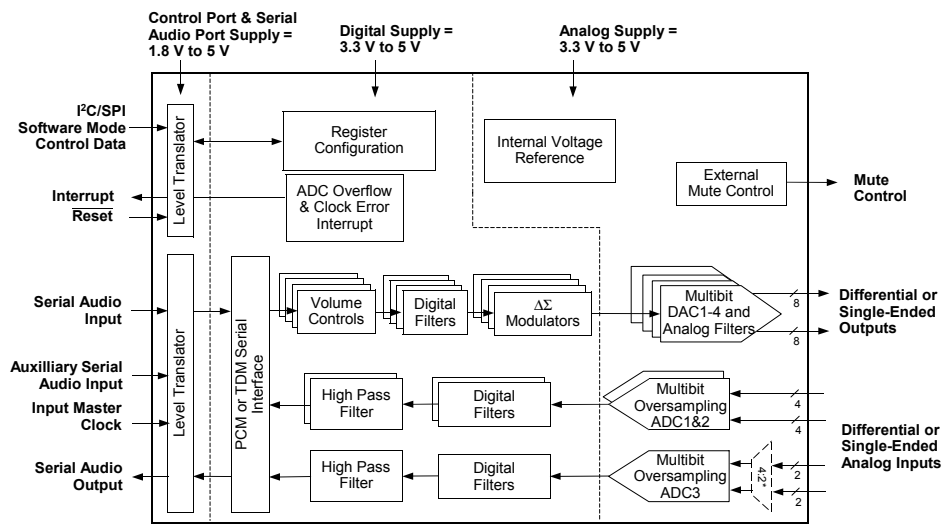 Control Port & Serial
Audio Port Supply =
1.8 V to 5 V
Digital Supply =
3.3 V to 5 V
Analog Supply =
3.3 V to 5 V
I²C/SPI
Software Mode
Control Data
Level Translator
Register
Configuration
Internal Voltage
Reference
External
Mute Control
Mute
Control
Interrupt
Reset
ADC Overflow
& Clock Error
Interrupt
Serial Audio
Input
Auxilliary Serial
Audio Input
Input Master
Clock
Serial Audio
Output
Level Translator
PCM or TDM Serial
Interface
Volume
Controls
Digital
Filters
ΔΣ
Modulators
Multibit
DAC1-4 and
Analog Filters
8
8
Differential or
Single-Ended
Outputs
High Pass
Filter
Digital
Filters
Multibit
Oversampling
ADC1&2
4
4
High Pass
Filter
Digital
Filters
Multibit
Oversampling
ADC3
4:2*
2
2
Differential or
Single-Ended
Analog Inputs